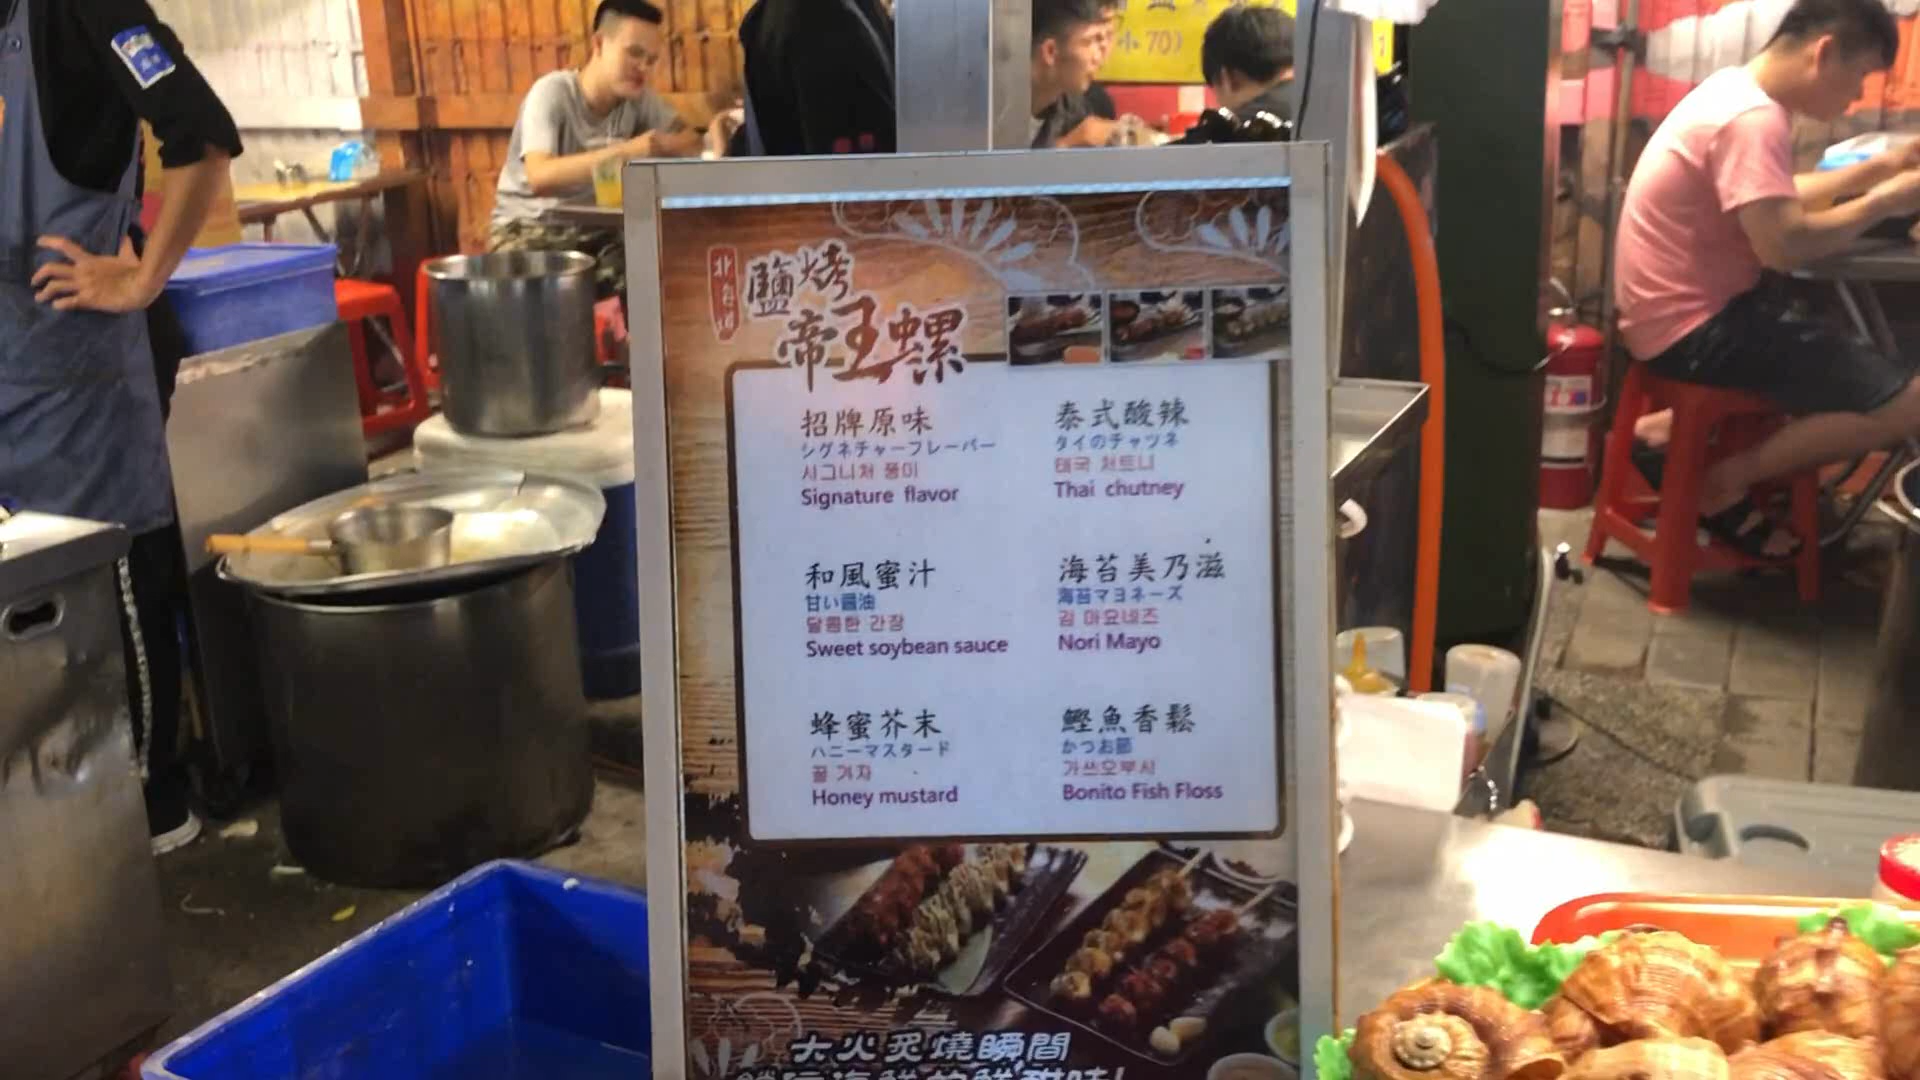 小70)
鹽烤
帝王螺
招牌原味
シグネチャーフレーバー
시그니처 풍미
Signature flavor
泰式酸辣
タイのチャツネ
태국 처트니
Thai chutney
和風蜜汁
甘い醤油
달콤한 간장
Sweet soybean sauce
海苔美乃滋
海苔マヨネーズ
김 마요네즈
Nori Mayo
蜂蜜芥末
ハニーマスタード
꿀 겨자
Honey mustard
鰹魚香鬆
かつお節
가쓰오부시
Bonito Fish Floss
大火炙燒瞬間